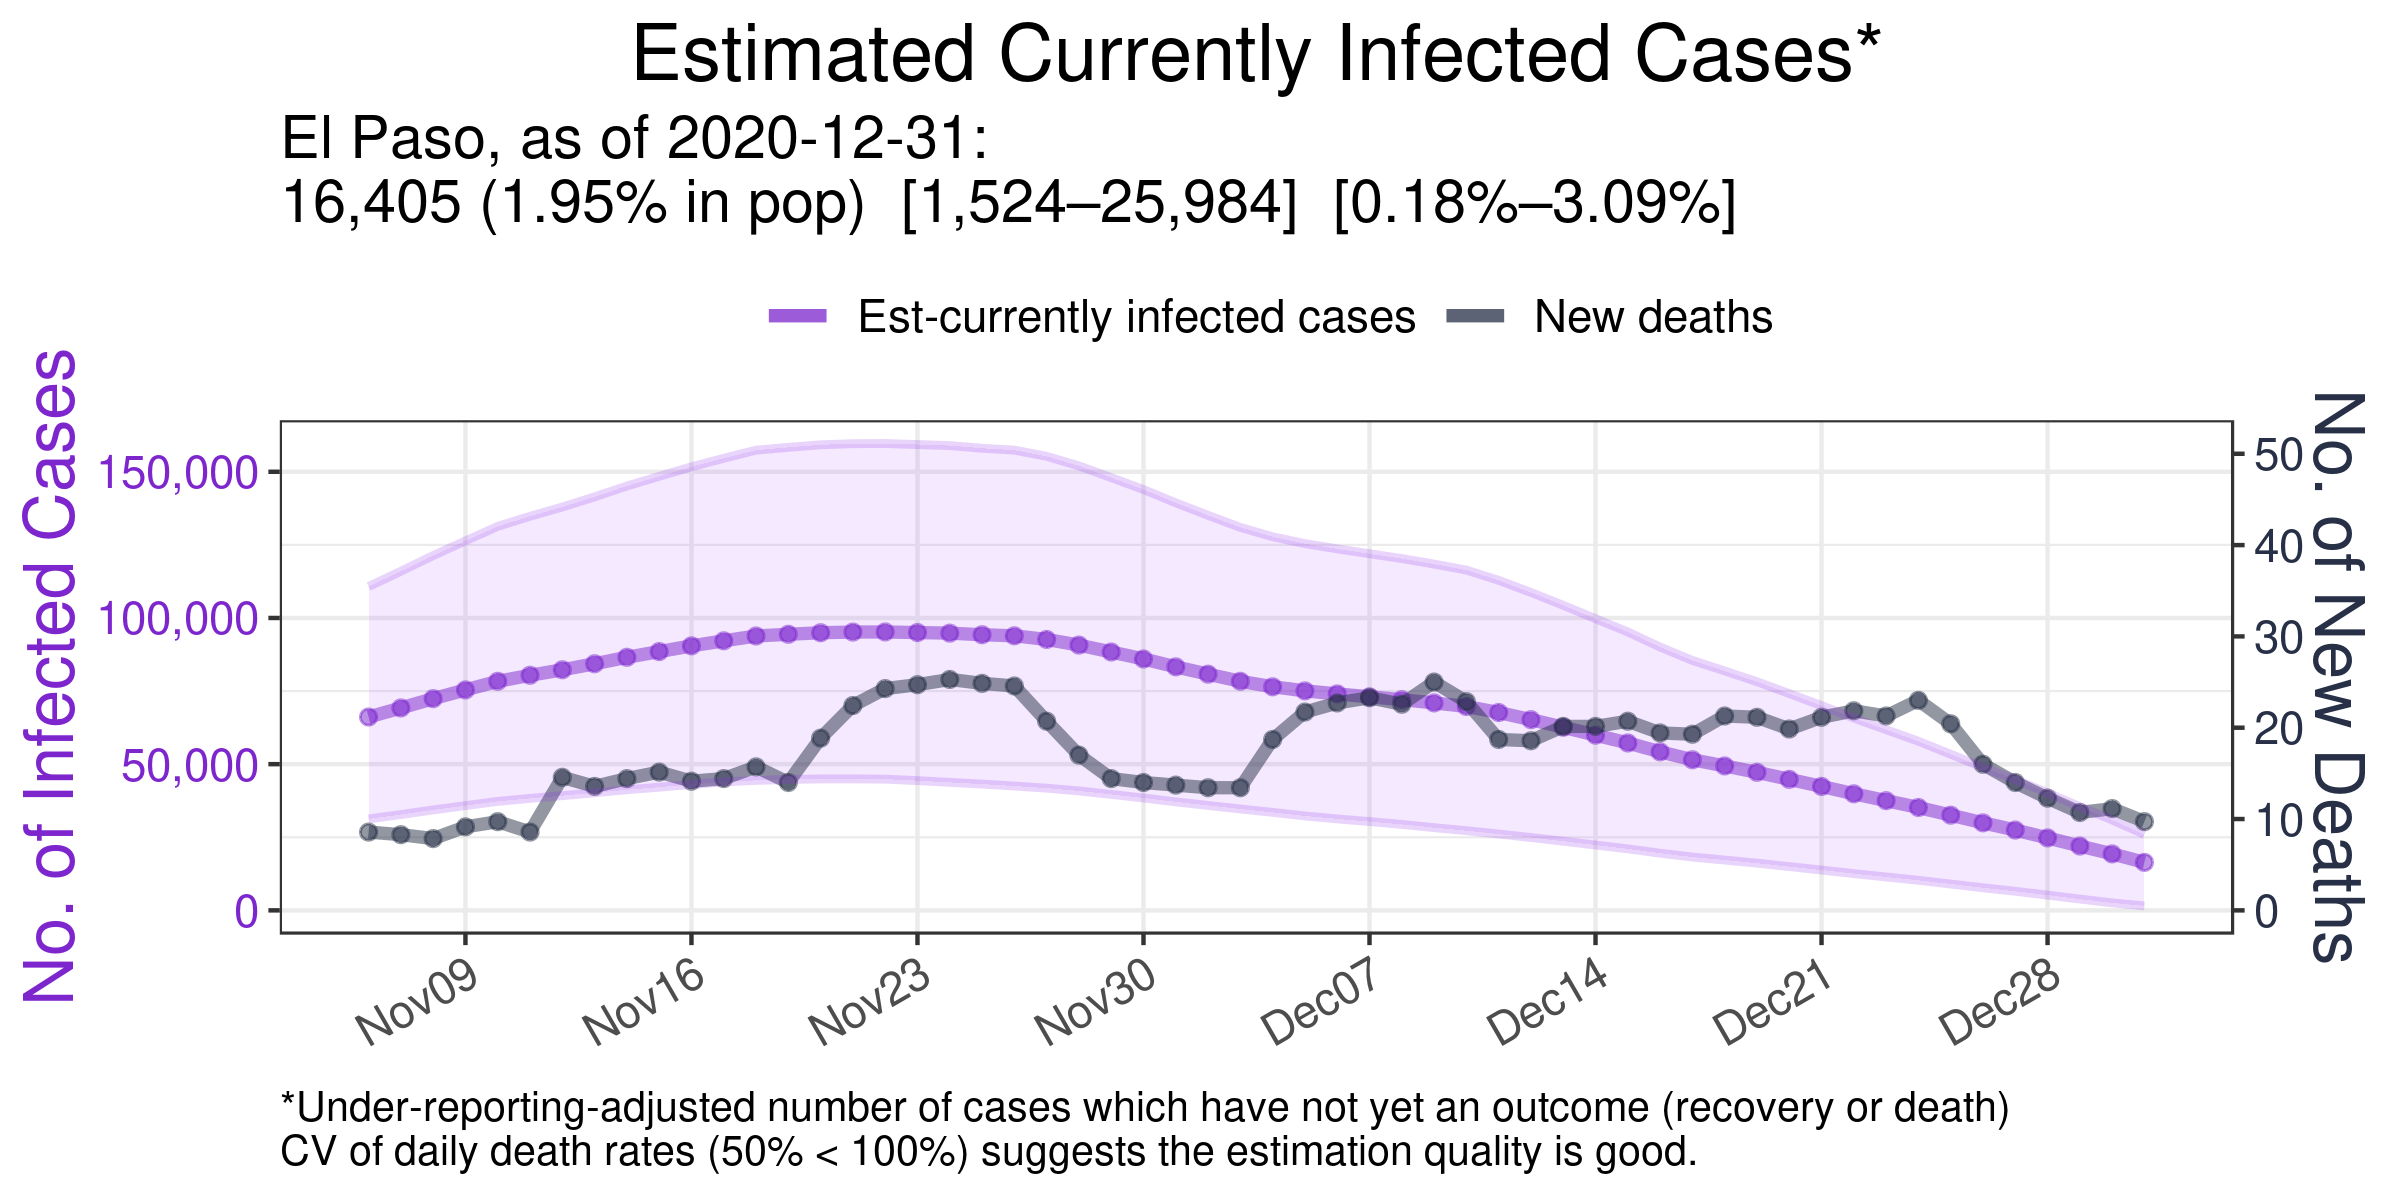 Estimated Currently Infected Cases*
El Paso, as of 2020-12-31:
16,405 (1.95% in pop)  [1,524–25,984]  [0.18%–3.09%]
Est-currently infected cases
New deaths
No. of Infected Cases
150,000
100,000
50,000
0
50
40
30
20
10
0
No. of New Deaths
Nov09
Nov16
Nov23
Nov30
Dec07
Dec14
Dec21
Dec28
*Under-reporting-adjusted number of cases which have not yet an outcome (recovery or death)
CV of daily death rates (50% < 100%) suggests the estimation quality is good.